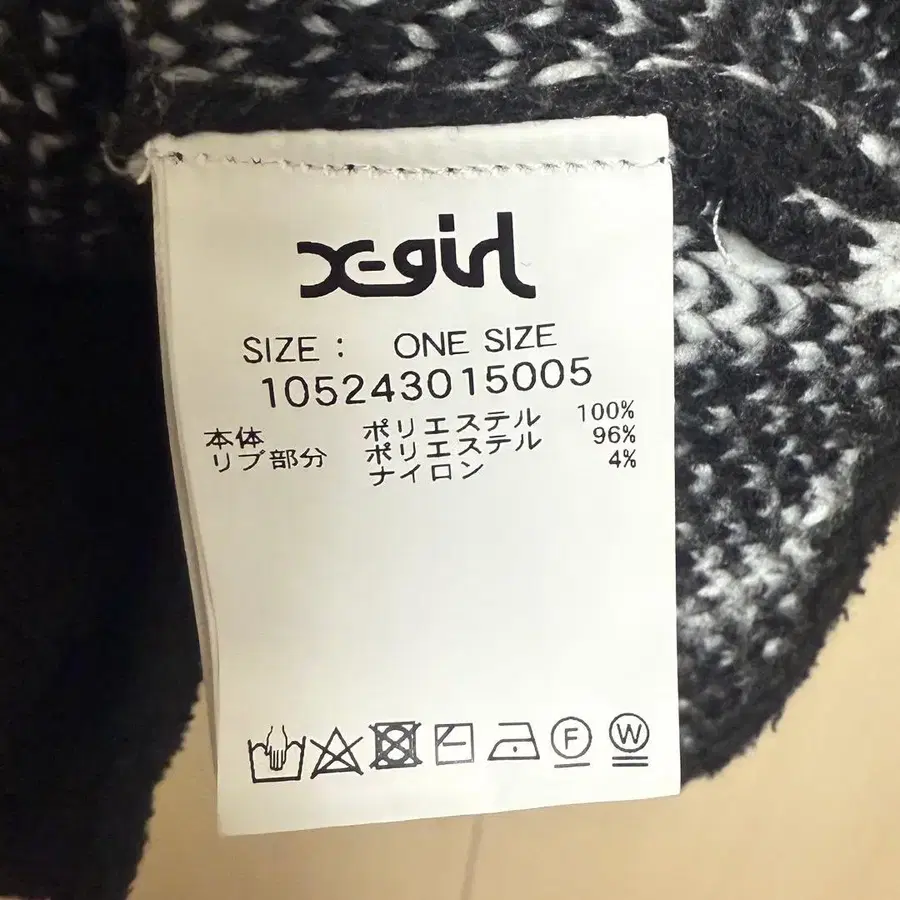 X-girl
SIZE : ONE SIZE
105243015005
本体 ポリエステル 100%
リブ部分 ポリエステル 96%
ナイロン 4%
F W